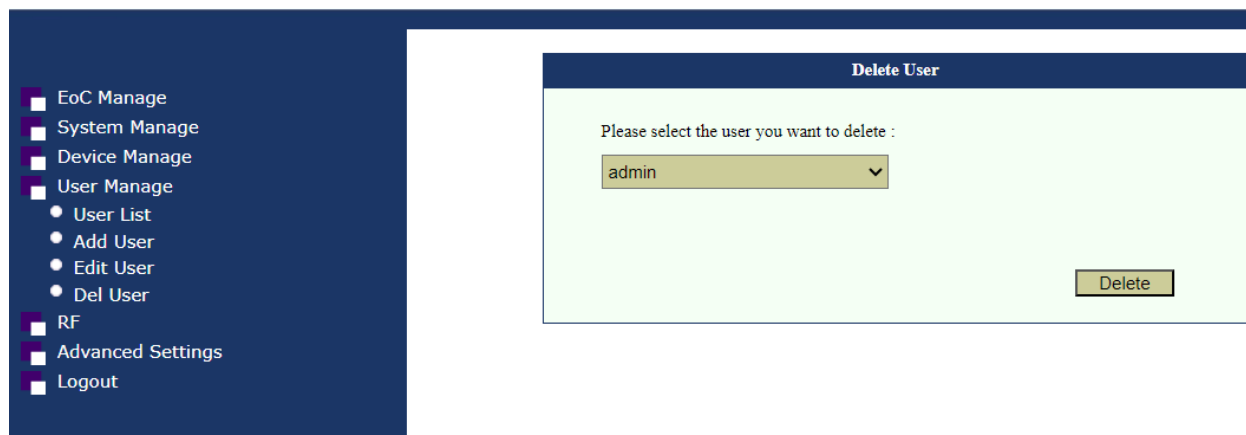 EoC Manage
System Manage
Device Manage
User Manage
User List
Add User
Edit User
Del User
RF
Advanced Settings
Logout
Delete User
Please select the user you want to delete :
admin
Delete